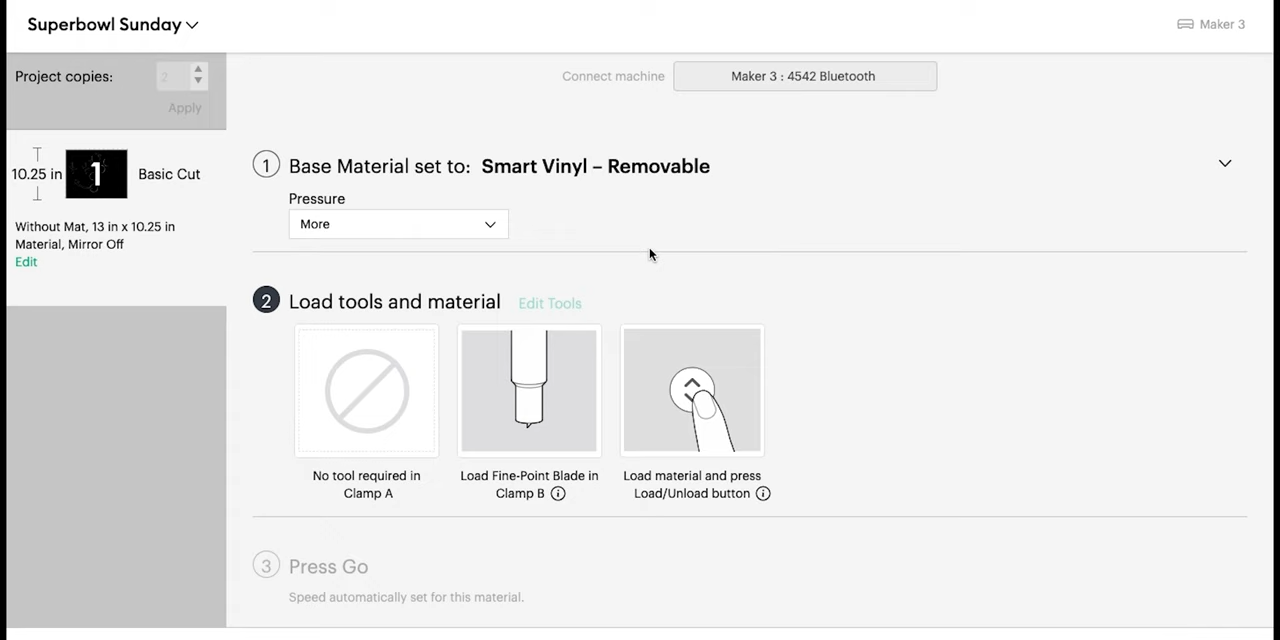 Superbowl Sunday
Maker 3
Project copies:
2
Apply
Connect machine
Maker 3 : 4542 Bluetooth
10.25 in
1
Basic Cut
Without Mat, 13 in x 10.25 in
Material, Mirror Off
Edit
1
Base Material set to: Smart Vinyl – Removable
Pressure
More
2
Load tools and material
Edit Tools
No tool required in
Clamp A
Load Fine-Point Blade in
Clamp B
Load material and press
Load/Unload button
3
Press Go
Speed automatically set for this material.